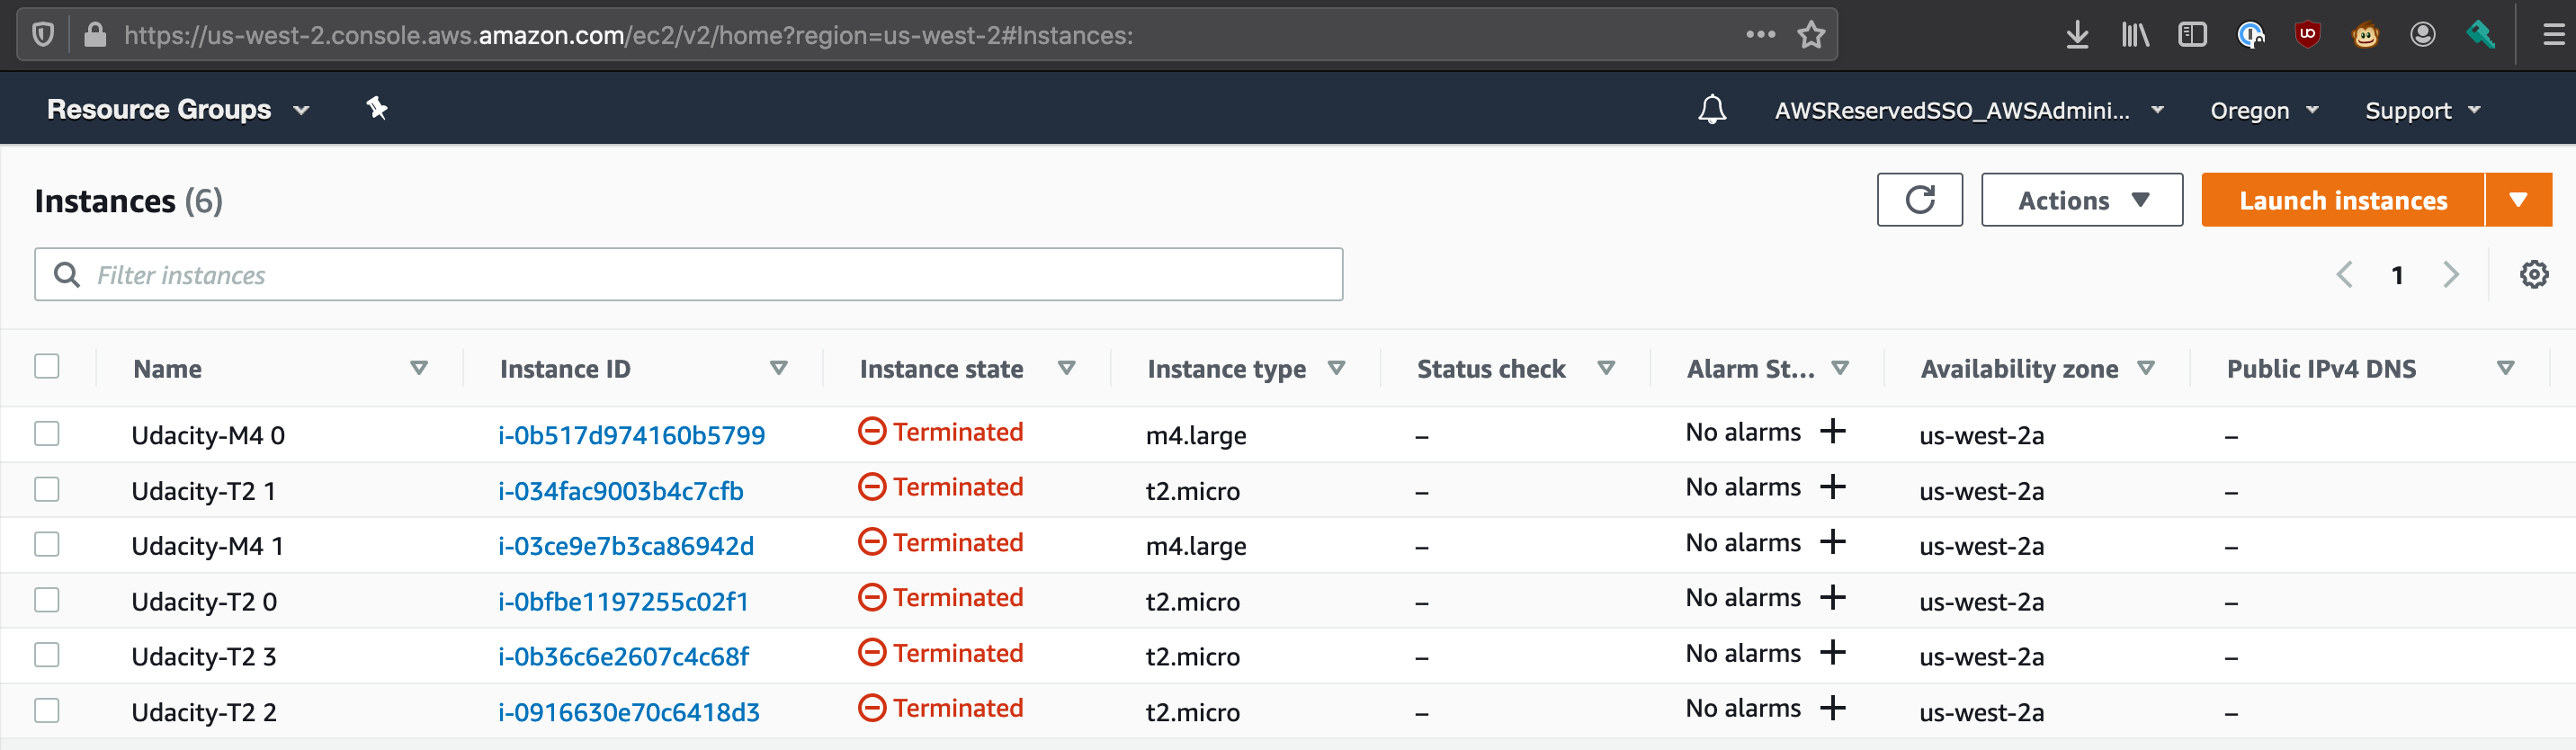 https://us-west-2.console.aws.amazon.com/ec2/v2/home?region=us-west-2#Instances:
Resource Groups AWSReservedSSO_AWSAdmini... Oregon Support
Instances (6) Actions Launch instances
Filter instances 1
Name Instance ID Instance state Instance type Status check Alarm St... Availability zone Public IPv4 DNS
Udacity-M4 0 i-0b517d974160b5799 Terminated m4.large – No alarms + us-west-2a –
Udacity-T2 1 i-034fac9003b4c7cfb Terminated t2.micro – No alarms + us-west-2a –
Udacity-M4 1 i-03ce9e7b3ca86942d Terminated m4.large – No alarms + us-west-2a –
Udacity-T2 0 i-0bfbe1197255c02f1 Terminated t2.micro – No alarms + us-west-2a –
Udacity-T2 3 i-0b36c6e2607c4c68f Terminated t2.micro – No alarms + us-west-2a –
Udacity-T2 2 i-0916630e70c6418d3 Terminated t2.micro – No alarms + us-west-2a –